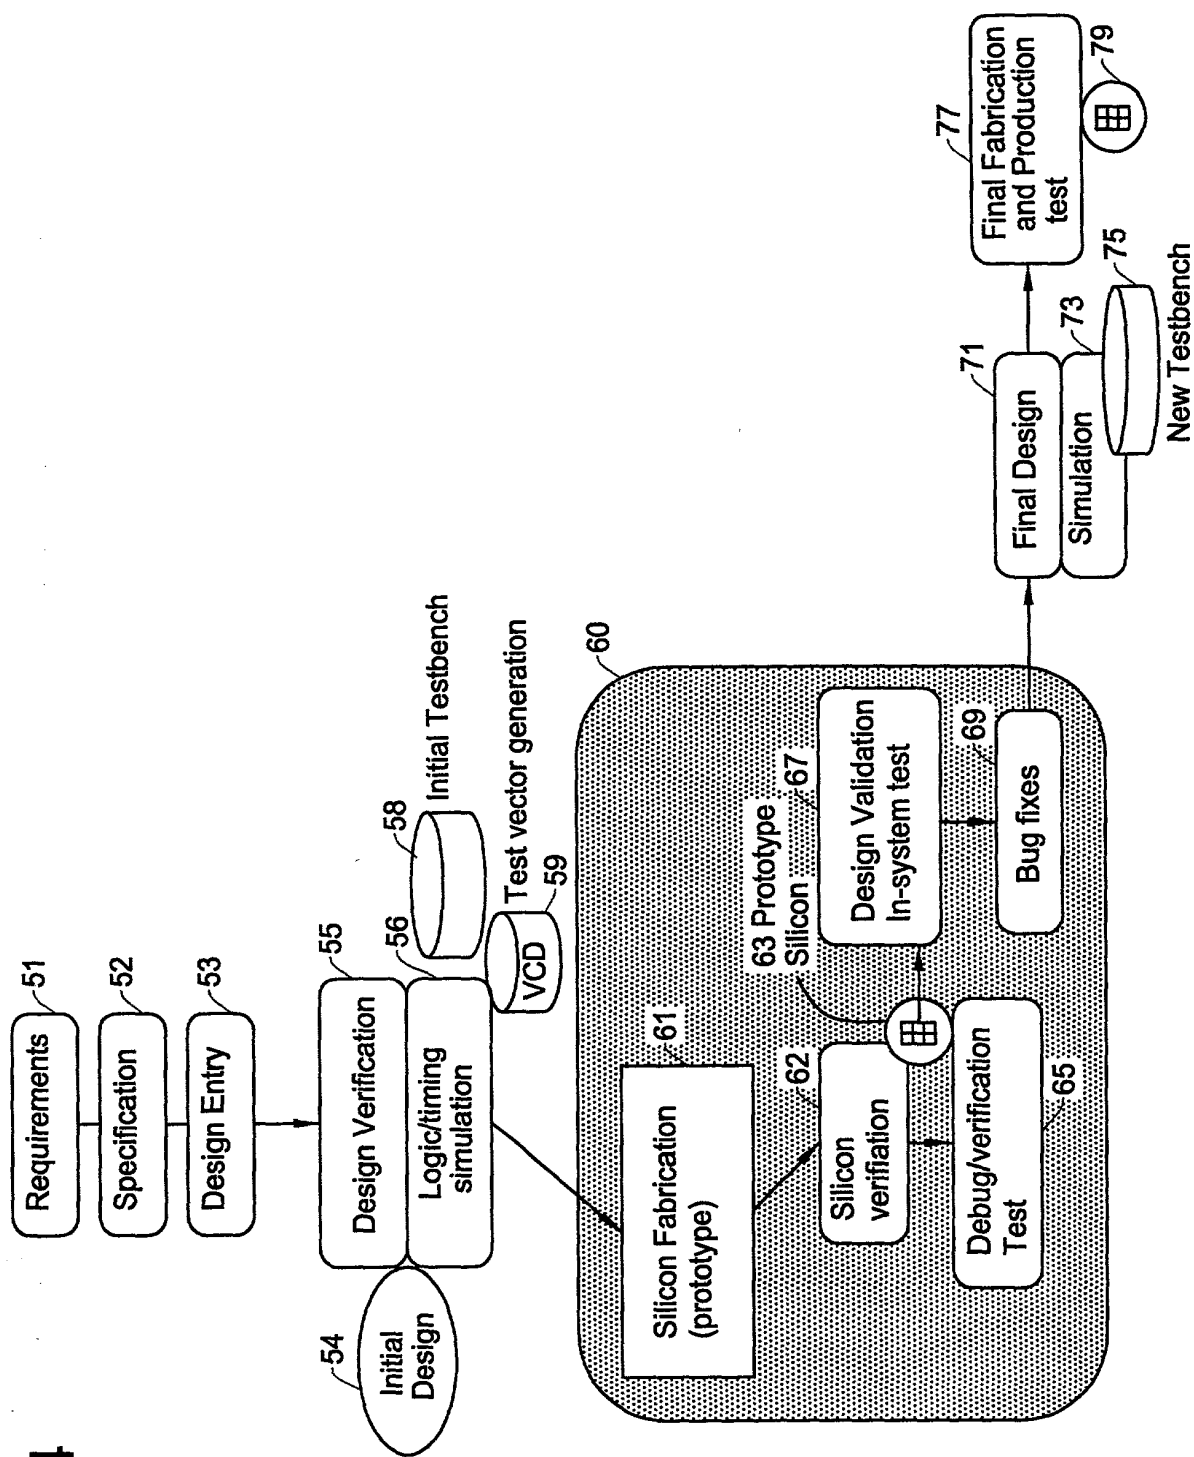 Requirements
51
Specification
52
Design Entry
53
Design Verification
55
Logic/timing
simulation
56
Initial
Design
54
58
Initial Testbench
Test vector generation
VCD
59
60
Silicon Fabrication
(prototype)
61
Silicon
verifiation
62
63 Prototype
Silicon
Debug/verification
Test
65
Design Validation
In-system test
67
Bug fixes
69
Final Design
71
Simulation
73
75
New Testbench
Final Fabrication
and Production
test
77
79